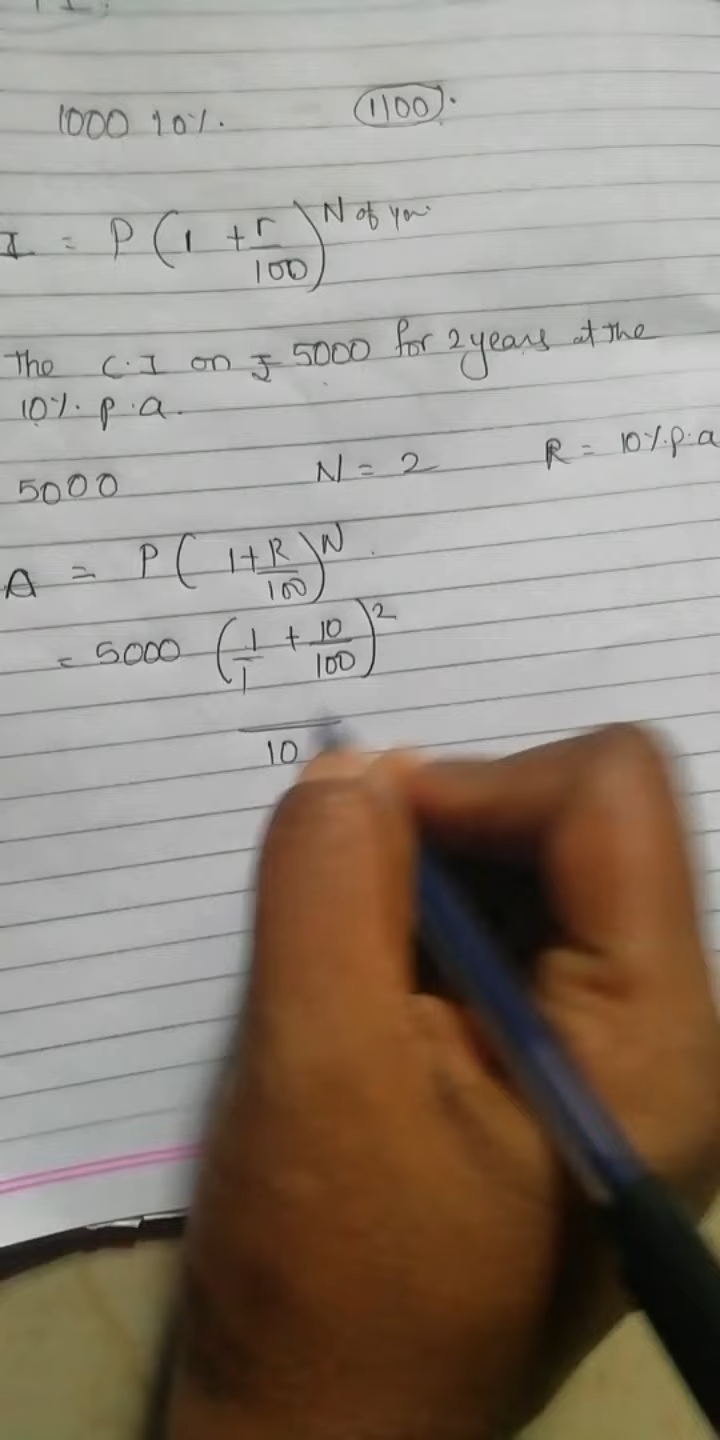 1000 10%. (1100).
I = P (1 + r/100)^N of
The C.I on ₹ 5000 for 2 years at the
10%. p.a.
5000 N = 2 R = 10%.p.a
A = P ( 1+R/100)^N.
= 5000 (1/1 + 10/100)^2
10